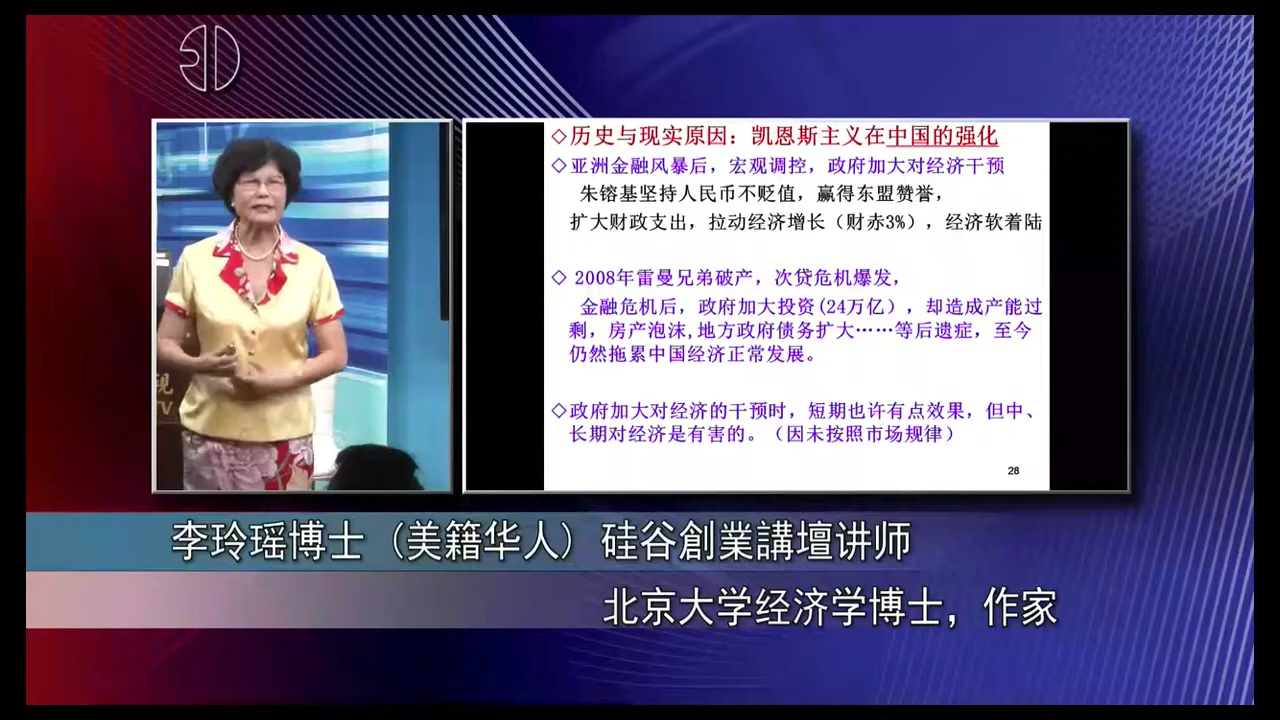 ◇历史与现实原因：凯恩斯主义在中国的强化
◇亚洲金融风暴后，宏观调控，政府加大对经济干预
朱镕基坚持人民币不贬值，赢得东盟赞誉，
扩大财政支出，拉动经济增长（财赤3%），经济软着陆
◇ 2008年雷曼兄弟破产，次贷危机爆发，
金融危机后，政府加大投资(24万亿），却造成产能过
剩，房产泡沫,地方政府债务扩大……等后遗症，至今
仍然拖累中国经济正常发展。
◇政府加大对经济的干预时，短期也许有点效果，但中、
长期对经济是有害的。（因未按照市场规律）
28
视
TV
李玲瑶博士（美籍华人）硅谷創業講壇讲师
北京大学经济学博士，作家